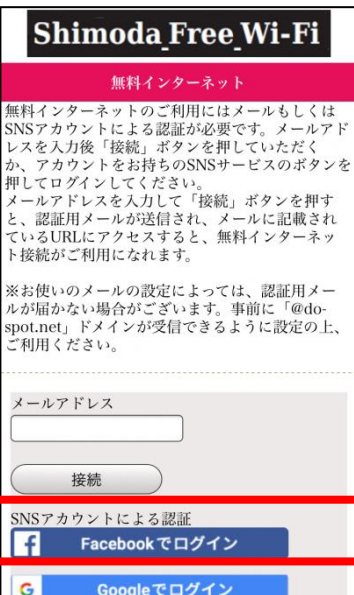 Shimoda_Free_Wi-Fi
無料インターネット
無料インターネットのご利用にはメールもしくは
SNSアカウントによる認証が必要です。メールアド
レスを入力後「接続」ボタンを押していただく
か、アカウントをお持ちのSNSサービスのボタンを
押してログインしてください。
メールアドレスを入力して「接続」ボタンを押す
と、認証用メールが送信され、メールに記載され
ているURLにアクセスすると、無料インターネッ
ト接続がご利用になれます。
※お使いのメールの設定によっては、認証用メー
ルが届かない場合がございます。事前に「@do-
spot.net」ドメインが受信できるように設定の上、
ご利用ください。
メールアドレス
接続
SNSアカウントによる認証
f Facebookでログイン
G Googleでログイン